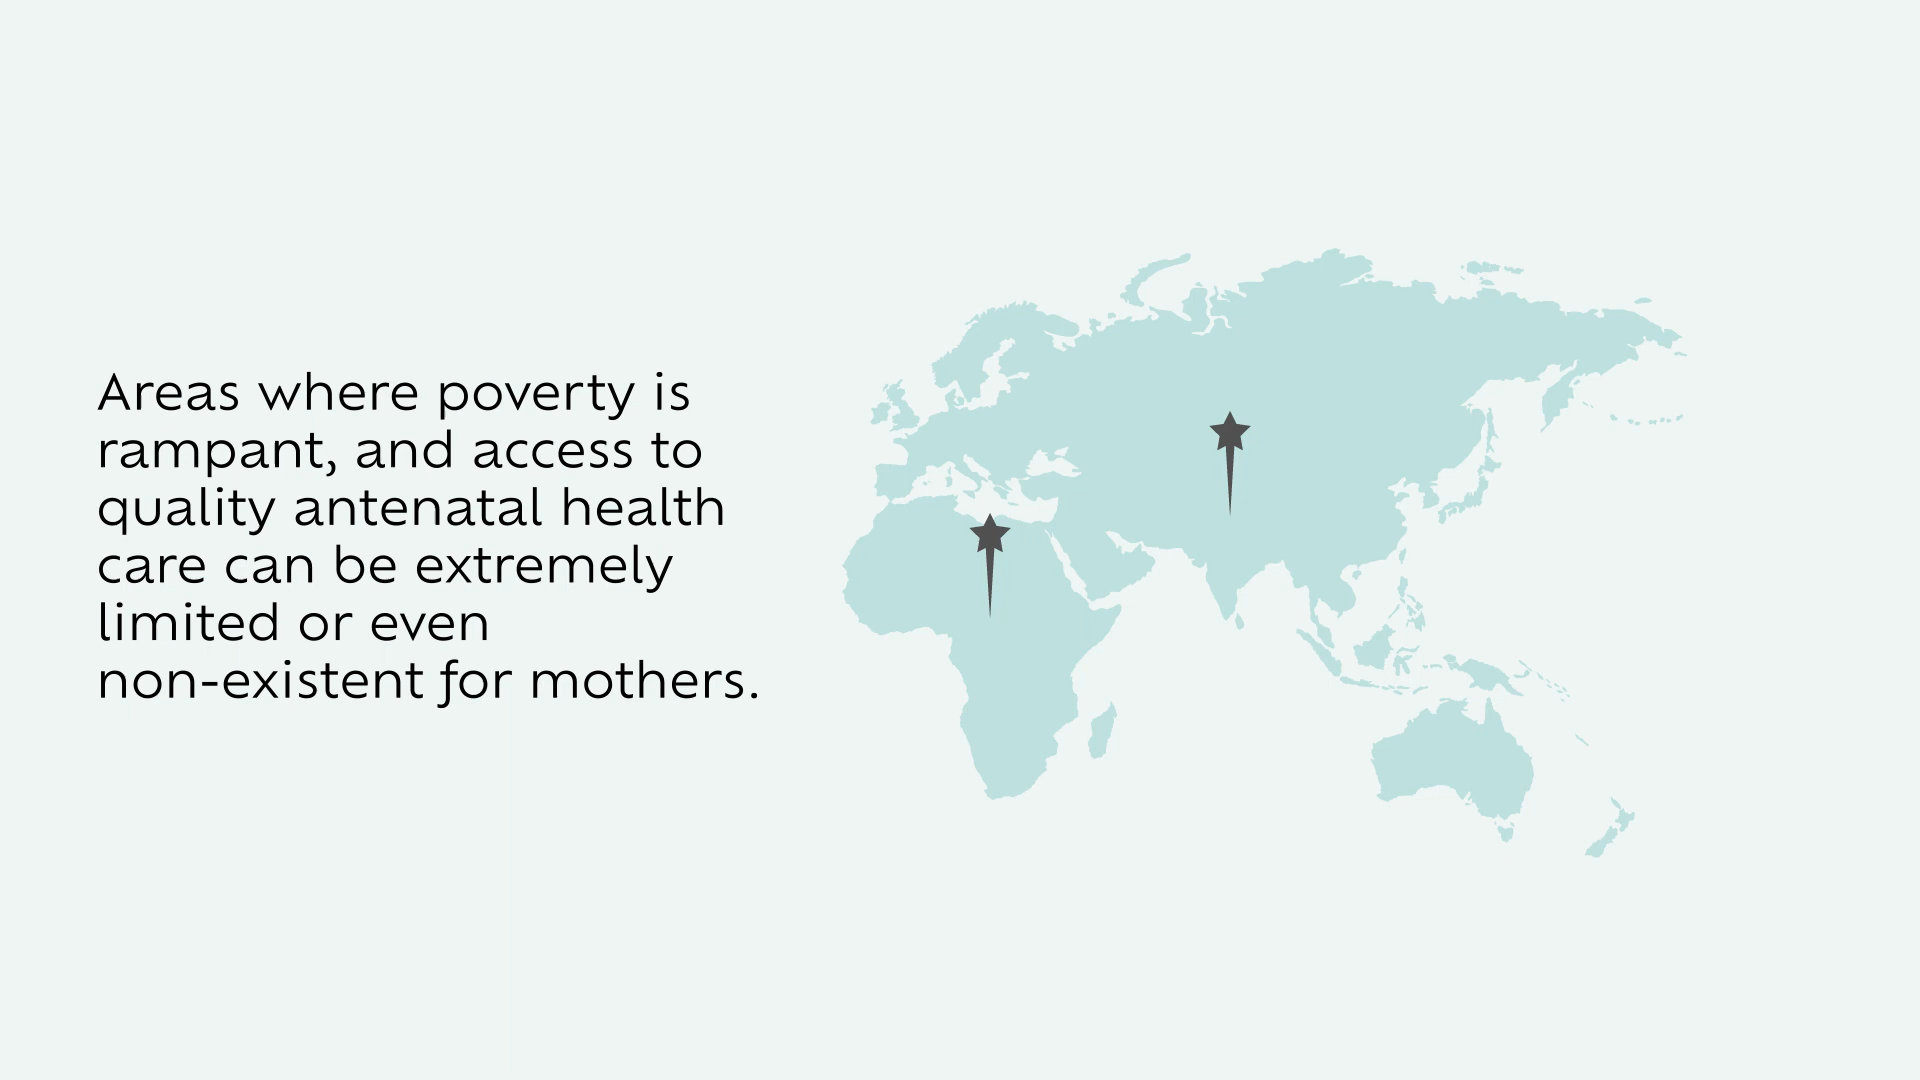 Areas where poverty is
rampant, and access to
quality antenatal health
care can be extremely
limited or even
non-existent for mothers.